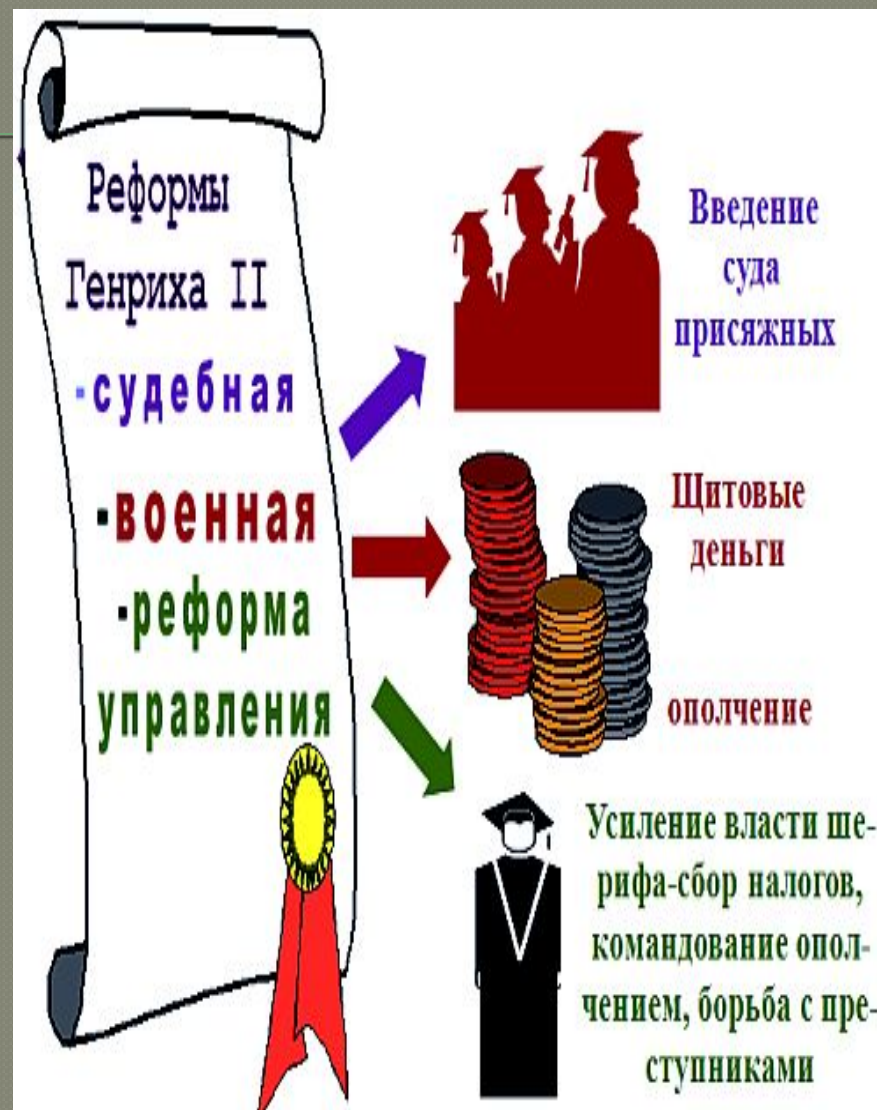 Реформы
Генриха II
-судебная
-военная
-реформа
управления
Введение
суда
присяжных
Щитовые
деньги
ополчение
Усиление власти ше-
рифа-сбор налогов,
командование опол-
чением, борьба с пре-
ступниками